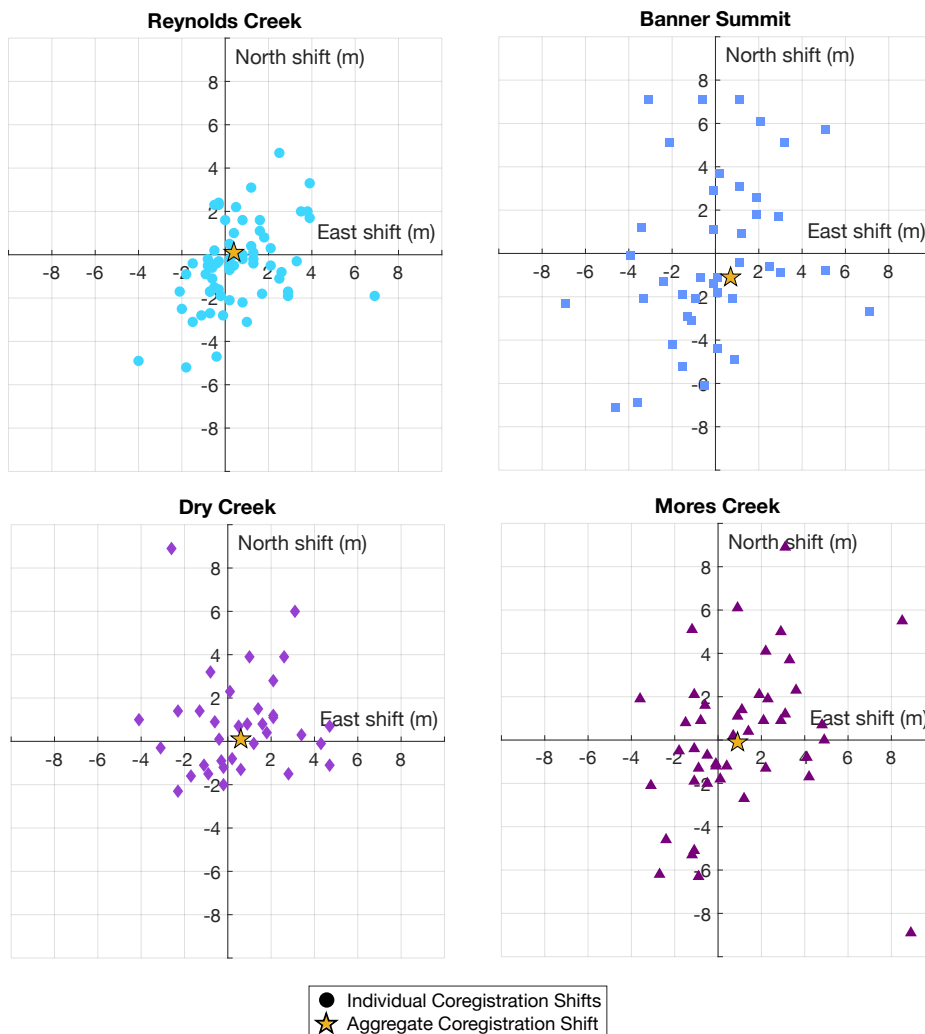 Reynolds Creek
North shift (m)
8
6
4
2
East shift (m)
-8 -6 -4 -2 2 4 6 8
-2
-4
-6
-8
Banner Summit
North shift (m)
8
6
4
2
East shift (m)
-8 -6 -4 -2 2 4 6 8
-2
-4
-6
-8
Dry Creek
North shift (m)
8
6
4
2
East shift (m)
-8 -6 -4 -2 2 4 6 8
-2
-4
-6
-8
Mores Creek
North shift (m)
8
6
4
2
East shift (m)
-8 -6 -4 -2 2 4 6 8
-2
-4
-6
-8
Individual Coregistration Shifts
Aggregate Coregistration Shift